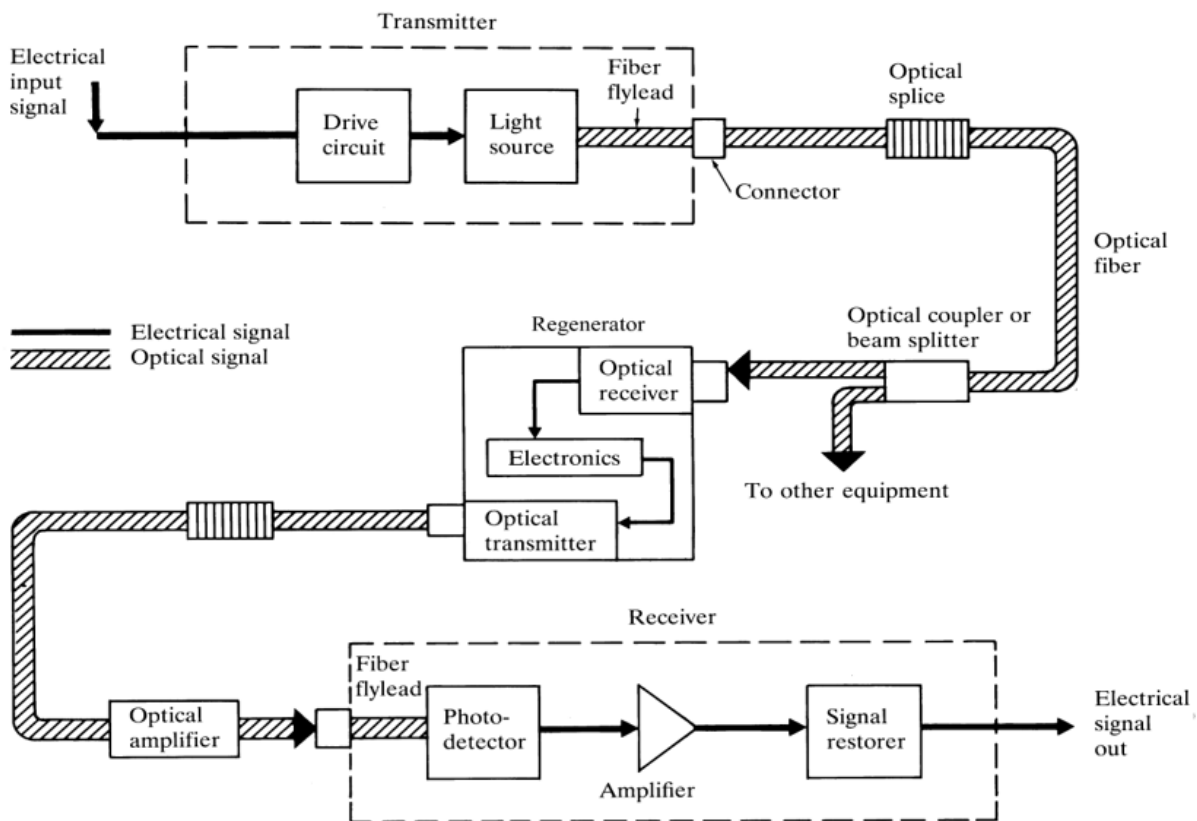 Transmitter
Electrical
input
signal
Drive
circuit
Light
source
Fiber
flylead
Connector
Optical
splice
Optical
fiber
Electrical signal
Optical signal
Regenerator
Optical
receiver
Electronics
Optical
transmitter
Optical coupler or
beam splitter
To other equipment
Receiver
Optical
amplifier
Fiber
flylead
Photo-
detector
Amplifier
Signal
restorer
Electrical
signal
out